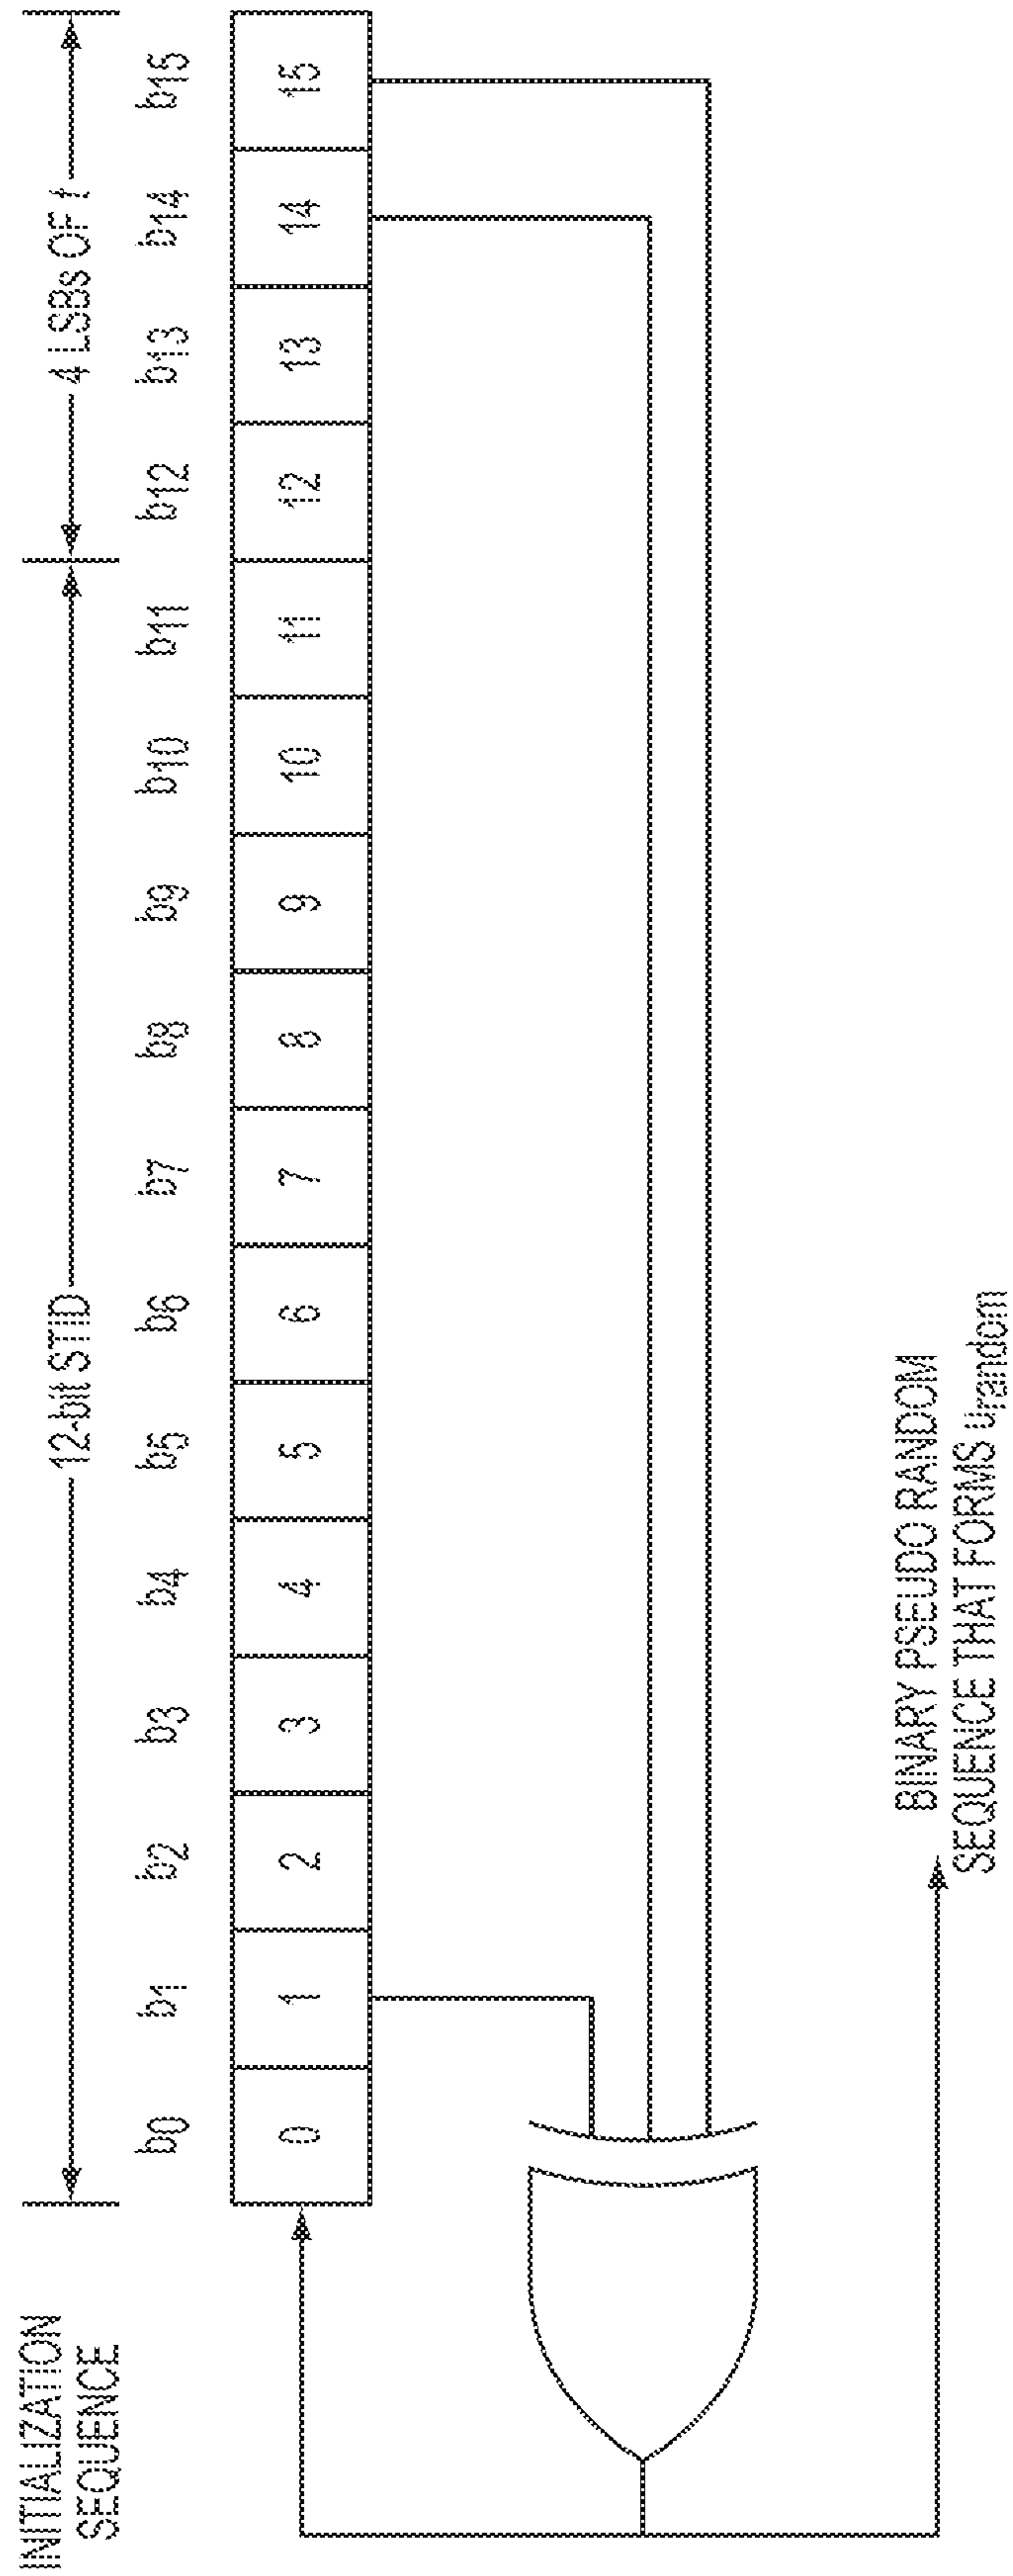 INITIALIZATION
SEQUENCE
12-bit STID
4 LSBs OF t
b0 b1 b2 b3 b4 b5 b6 b7 b8 b9 b10 b11 b12 b13 b14 b15
0 1 2 3 4 5 6 7 8 9 10 11 12 13 14 15
BINARY PSEUDO RANDOM
SEQUENCE THAT FORMS urandom